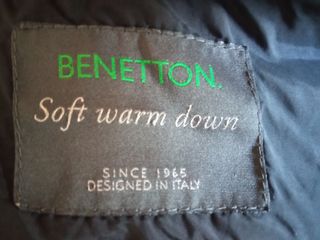 BENETTON.
Soft warm down
SINCE 1965
DESIGNED IN ITALY